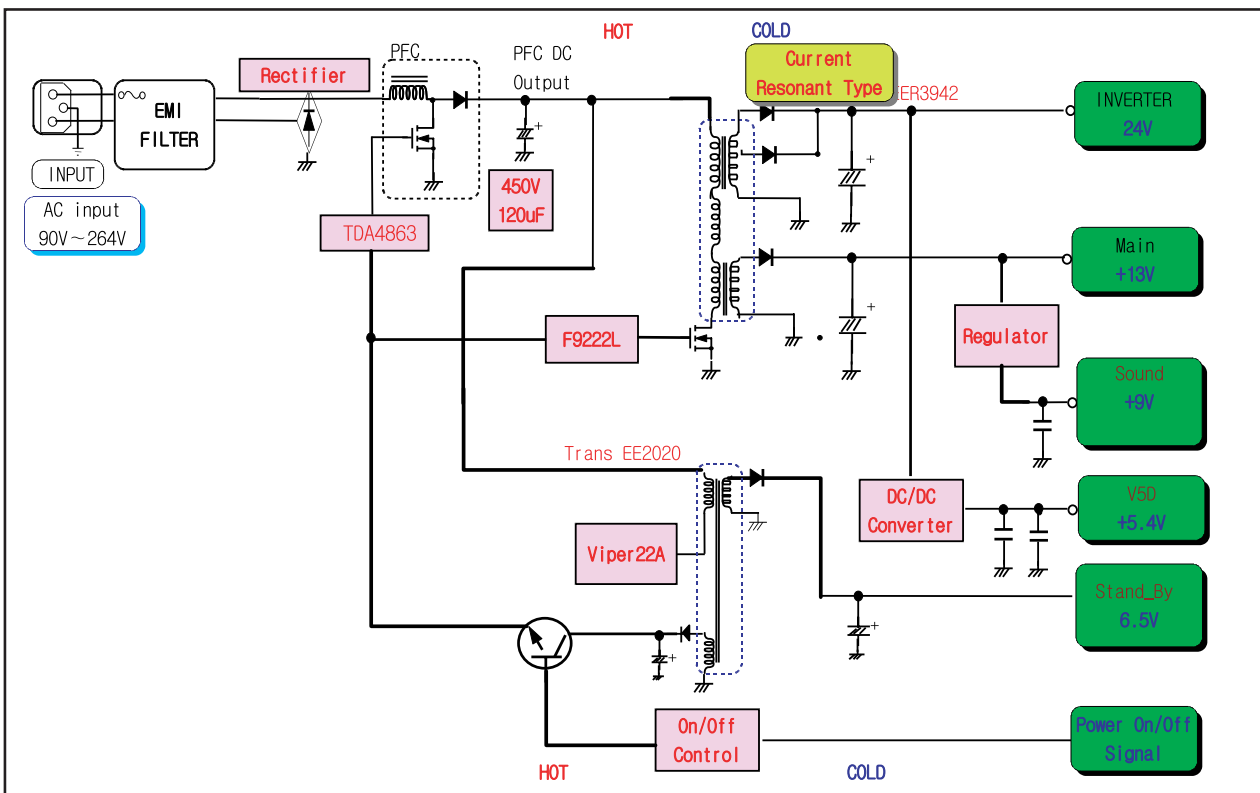 HOT
COLD
PFC
PFC DC
Output
Rectifier
Current
Resonant Type
EER3942
EMI
FILTER
INVERTER
24V
INPUT
AC input
90V~264V
450V
120uF
TDA4863
Main
+13V
F9222L
Regulator
Sound
+9V
Trans EE2020
DC/DC
Converter
V5D
+5.4V
Viper22A
Stand_By
6.5V
On/Off
Control
Power On/Off
Signal
HOT
COLD
+
+
+
+
+